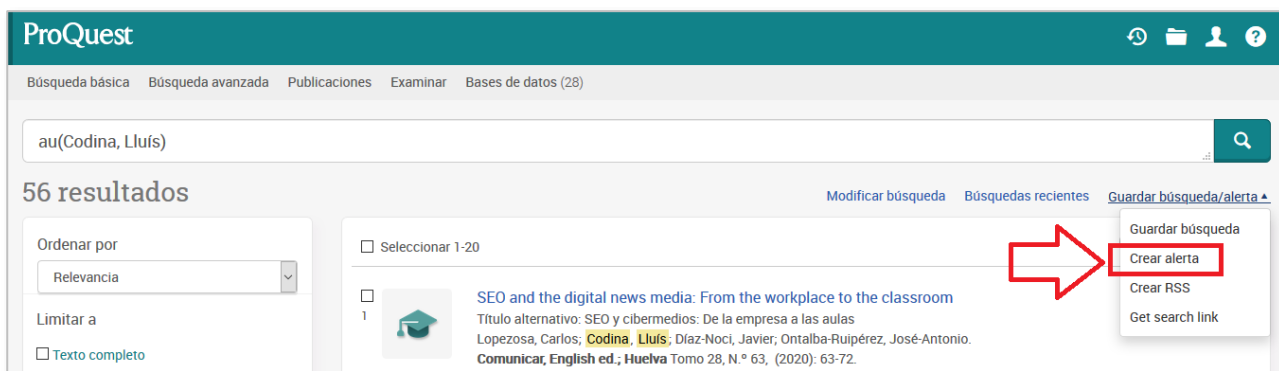 ProQuest
Búsqueda básica Búsqueda avanzada Publicaciones Examinar Bases de datos (28)
au(Codina, Lluís)
56 resultados
Modificar búsqueda Búsquedas recientes Guardar búsqueda/alerta
Guardar búsqueda
Crear alerta
Crear RSS
Get search link
Ordenar por
Relevancia
Limitar a
Texto completo
Seleccionar 1-20
1
SEO and the digital news media: From the workplace to the classroom
Título alternativo: SEO y cibermedios: De la empresa a las aulas
Lopezosa, Carlos; Codina, Lluís; Díaz-Noci, Javier; Ontalba-Ruipérez, José-Antonio.
Comunicar, English ed.; Huelva Tomo 28, N.º 63, (2020): 63-72.